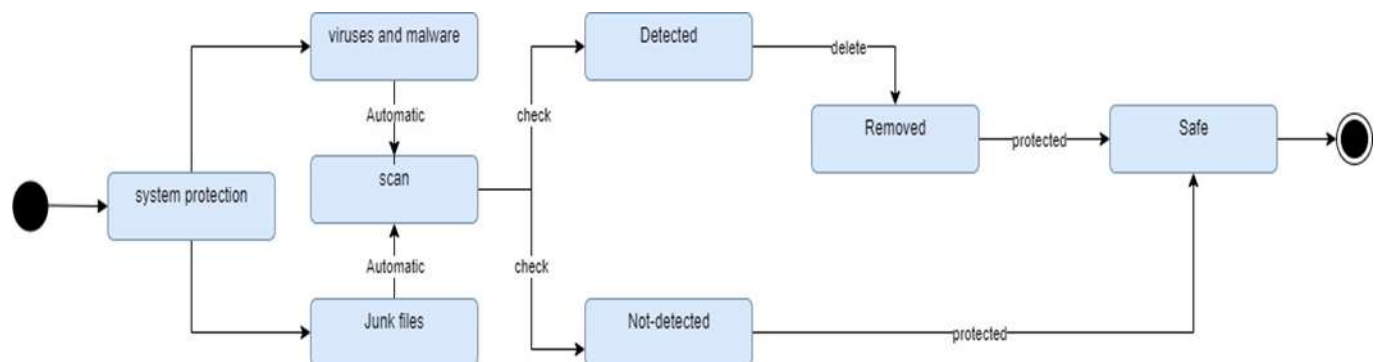 viruses and malware
Detected
delete
Automatic
check
Removed
protected
Safe
scan
system protection
Automatic
check
Junk files
Not-detected
protected